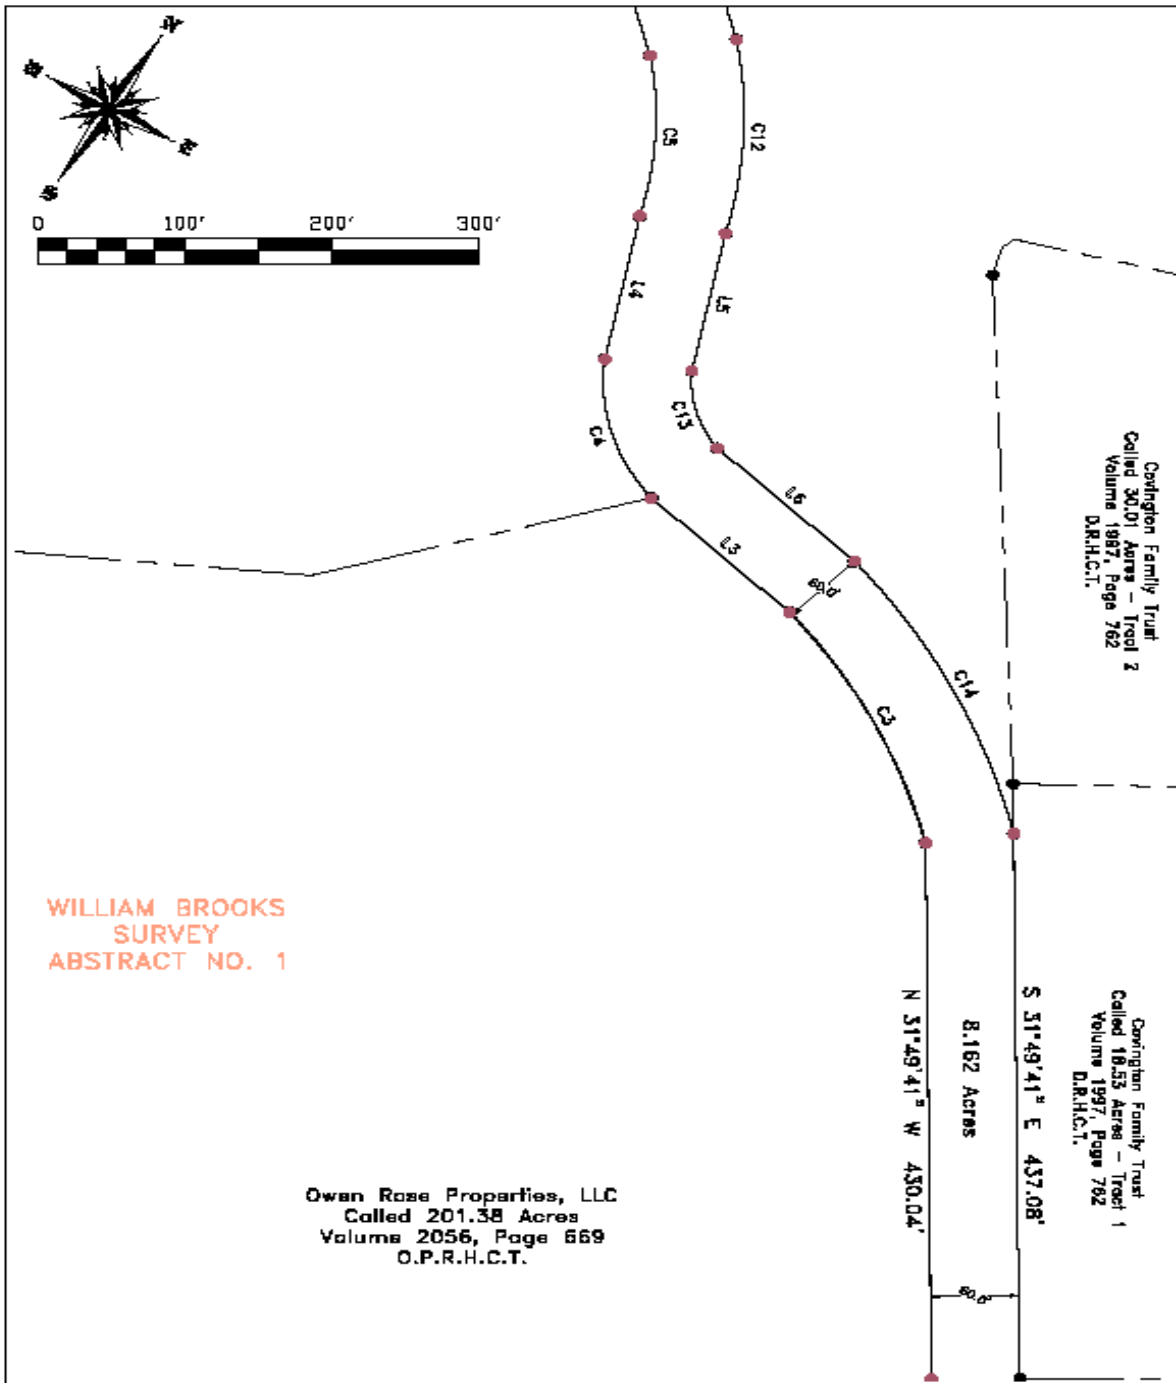 N
W
E
S
0 100' 200' 300'
C5
C12
L4
L5
C4
C13
L6
L3
60.0'
C14
C3
Covington Family Trust
Called 30.01 Acres - Tract 2
Volume 1997, Page 762
D.R.H.C.T.
WILLIAM BROOKS
SURVEY
ABSTRACT NO. 1
N 31°49'41" W 430.04'
8.162 Acres
S 31°49'41" E 437.08'
Covington Family Trust
Called 18.53 Acres - Tract 1
Volume 1997, Page 762
D.R.H.C.T.
Owen Rose Properties, LLC
Called 201.38 Acres
Volume 2056, Page 669
O.P.R.H.C.T.
60.0'